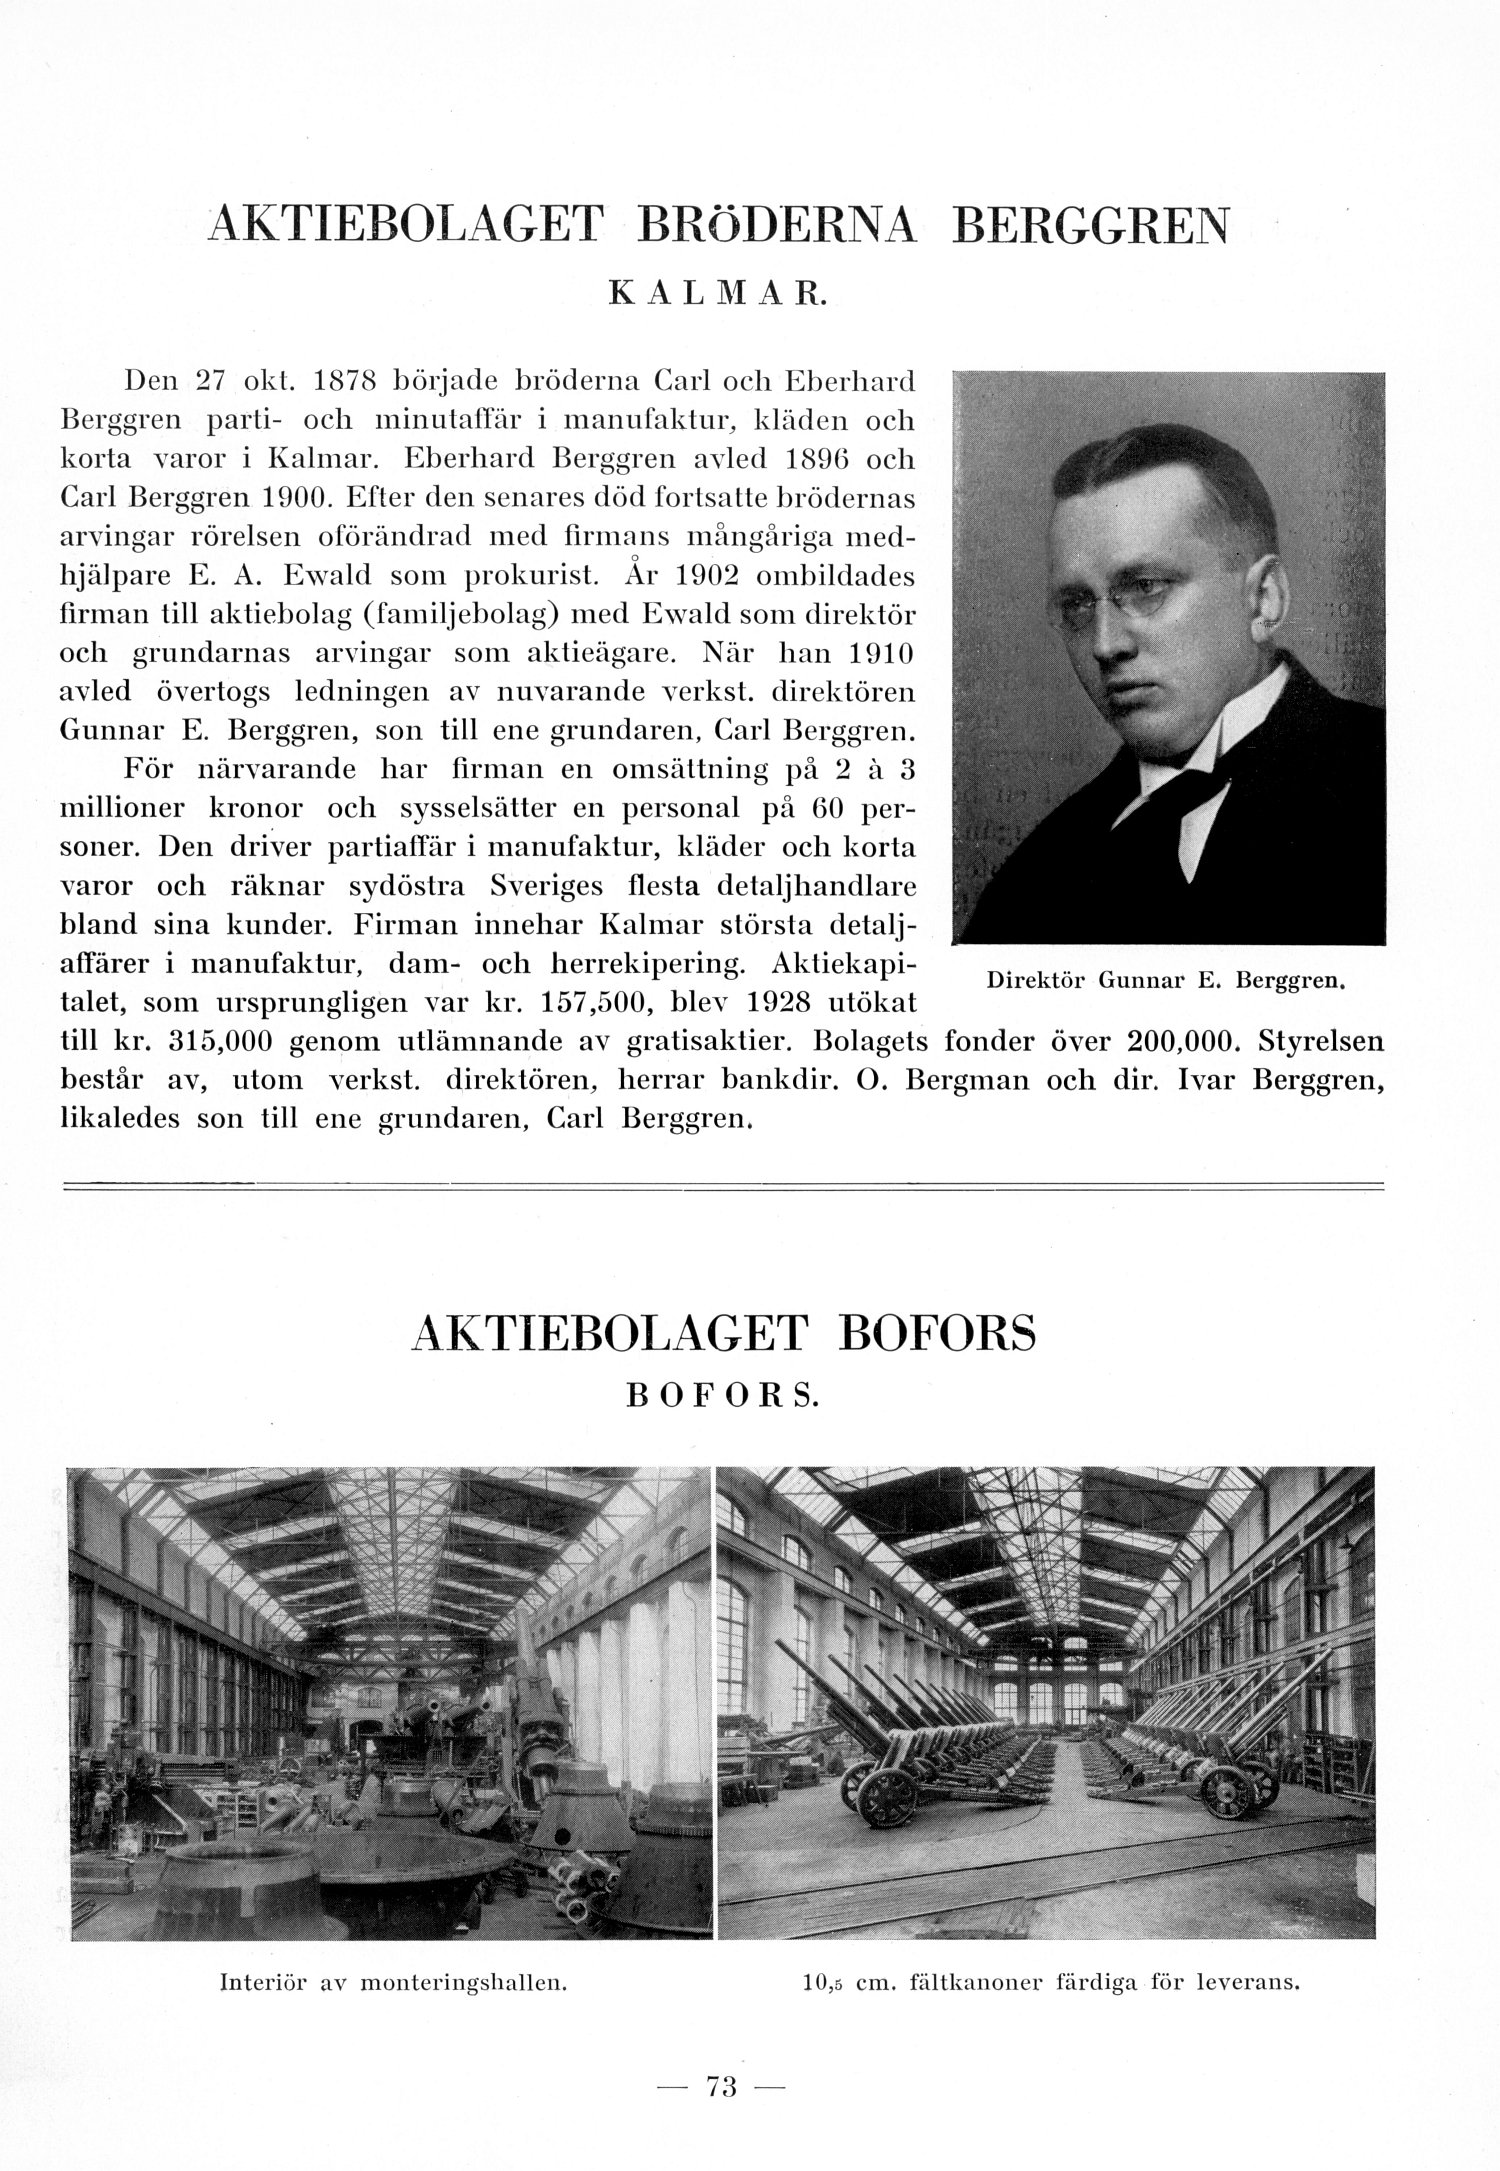 AKTIEBOLAGET BRÖDERNA BERGGREN
KALMAR.
Den 27 okt. 1878 började bröderna Carl och Eberhard
Berggren parti- och minutaffär i manufaktur, kläden och
korta varor i Kalmar. Eberhard Berggren avled 1896 och
Carl Berggren 1900. Efter den senares död fortsatte brödernas
arvingar rörelsen oförändrad med firmans mångåriga med-
hjälpare E. A. Ewald som prokurist. År 1902 ombildades
firman till aktiebolag (familjebolag) med Ewald som direktör
och grundarnas arvingar som aktieägare. När han 1910
avled övertogs ledningen av nuvarande verkst. direktören
Gunnar E. Berggren, son till ene grundaren, Carl Berggren.
För närvarande har firman en omsättning på 2 à 3
millioner kronor och sysselsätter en personal på 60 per-
soner. Den driver partiaffär i manufaktur, kläder och korta
varor och räknar sydöstra Sveriges flesta detaljhandlare
bland sina kunder. Firman innehar Kalmar största detalj-
affärer i manufaktur, dam- och herrekipering. Aktiekapi-
talet, som ursprungligen var kr. 157,500, blev 1928 utökat
till kr. 315,000 genom utlämnande av gratisaktier. Bolagets fonder över 200,000. Styrelsen
består av, utom verkst. direktören, herrar bankdir. O. Bergman och dir. Ivar Berggren,
likaledes son till ene grundaren, Carl Berggren.
Direktör Gunnar E. Berggren.
AKTIEBOLAGET BOFORS
BOFORS.
Interiör av monteringshallen.
10,5 cm. fältkanoner färdiga för leverans.
— 73 —